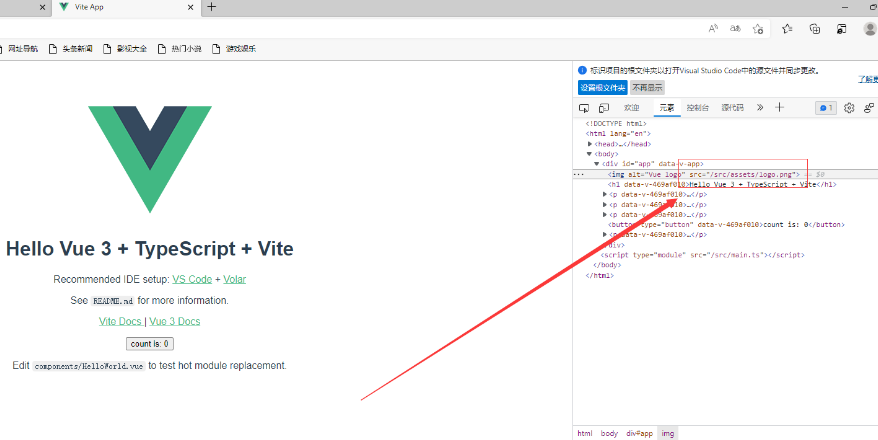 Vite App
网址导航 头条新闻 影视大全 热门小说 游戏娱乐
Hello Vue 3 + TypeScript + Vite
Recommended IDE setup: VS Code + Volar
See README.md for more information.
Vite Docs | Vue 3 Docs
count is: 0
Edit components/HelloWorld.vue to test hot module replacement.
标识项目的根文件夹以打开Visual Studio Code中的源文件并同步更改。
了解更
设置根文件夹 不再显示
欢迎 元素 控制台 源代码 1
<!DOCTYPE html>
<html lang="en">
<head>…</head>
<body>
<div id="app" data-v-app>
<img alt="Vue logo" src="/src/assets/logo.png"> == $0
<h1 data-v-469af010>Hello Vue 3 + TypeScript + Vite</h1>
<p data-v-469af010>…</p>
<p data-v-469af010>…</p>
<p data-v-469af010>…</p>
<button type="button" data-v-469af010>count is: 0</button>
<p data-v-469af010>…</p>
</div>
<script type="module" src="/src/main.ts"></script>
</body>
</html>
html body div#app img